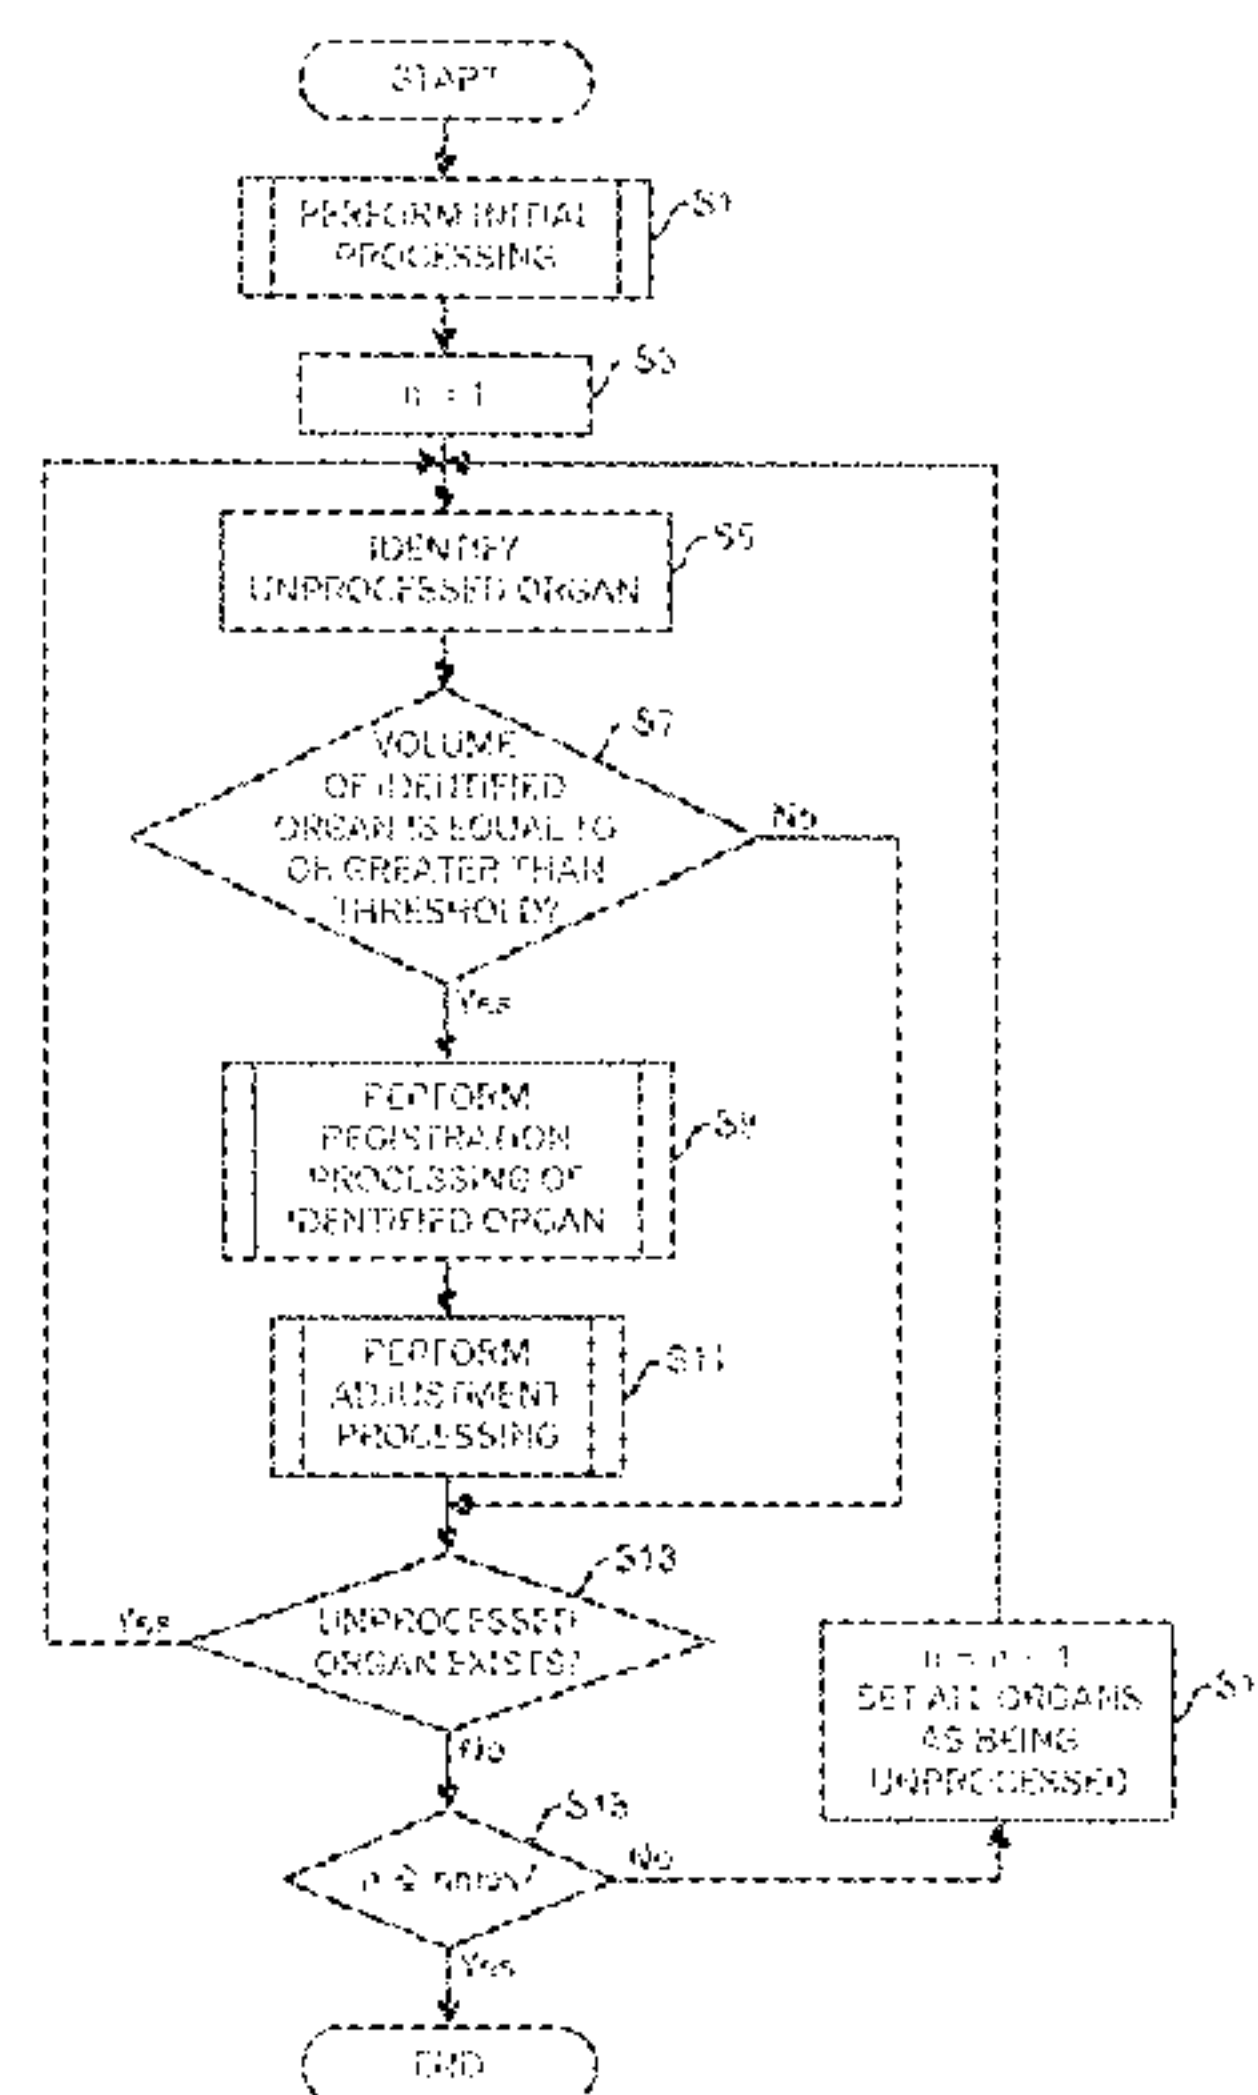 START
PERFORM INITIAL
PROCESSING
S1
n = 1
S3
IDENTIFY
UNPROCESSED ORGAN
S5
VOLUME
OF IDENTIFIED
ORGAN IS EQUAL TO
OR GREATER THAN
THRESHOLD?
S7
No
Yes
PERFORM
REGISTRATION
PROCESSING OF
IDENTIFIED ORGAN
S9
PERFORM
ADJUSTMENT
PROCESSING
S11
UNPROCESSED
ORGAN EXISTS?
S13
Yes
No
SET ALL ORGANS
AS BEING
UNPROCESSED
S15
No
Yes
END